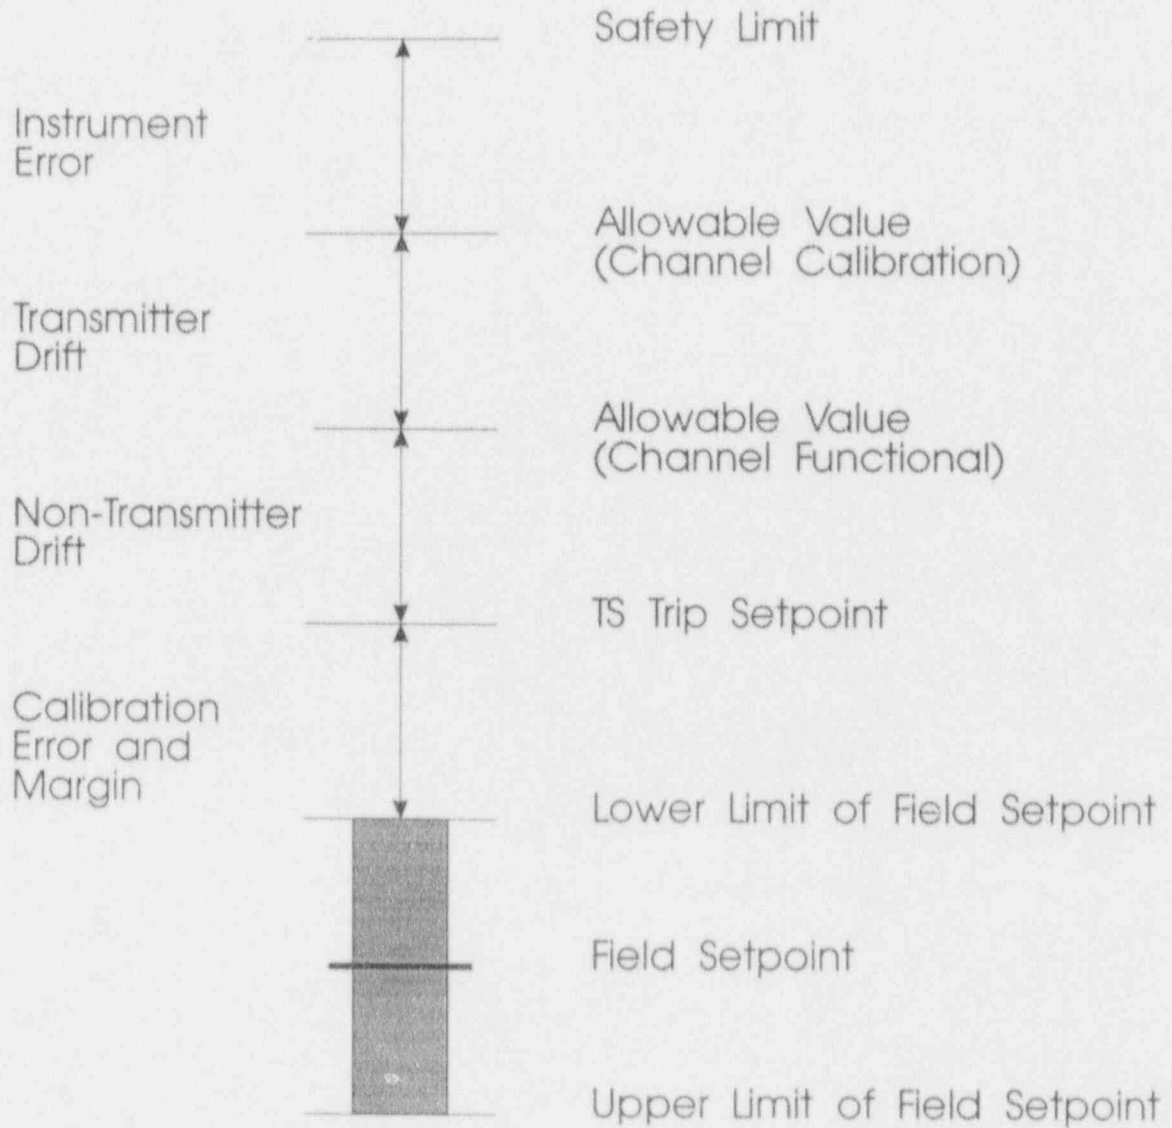 Safety Limit
Instrument
Error
Allowable Value
(Channel Calibration)
Transmitter
Drift
Allowable Value
(Channel Functional)
Non-Transmitter
Drift
TS Trip Setpoint
Calibration
Error and
Margin
Lower Limit of Field Setpoint
Field Setpoint
Upper Limit of Field Setpoint